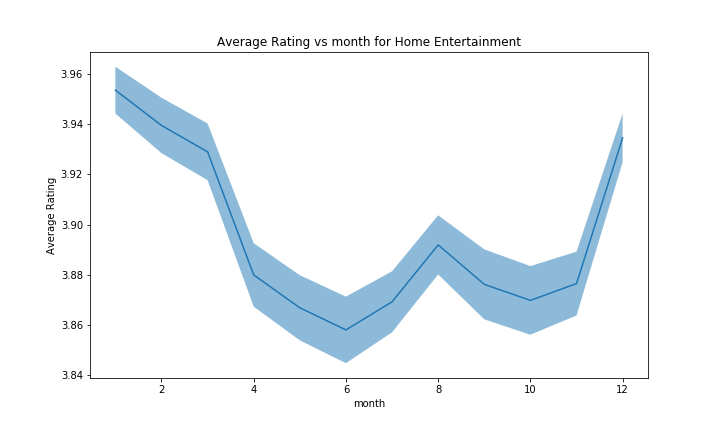 Average Rating vs month for Home Entertainment
3.96
3.94
3.92
3.90
3.88
3.86
3.84
Average Rating
2 4 6 8 10 12
month